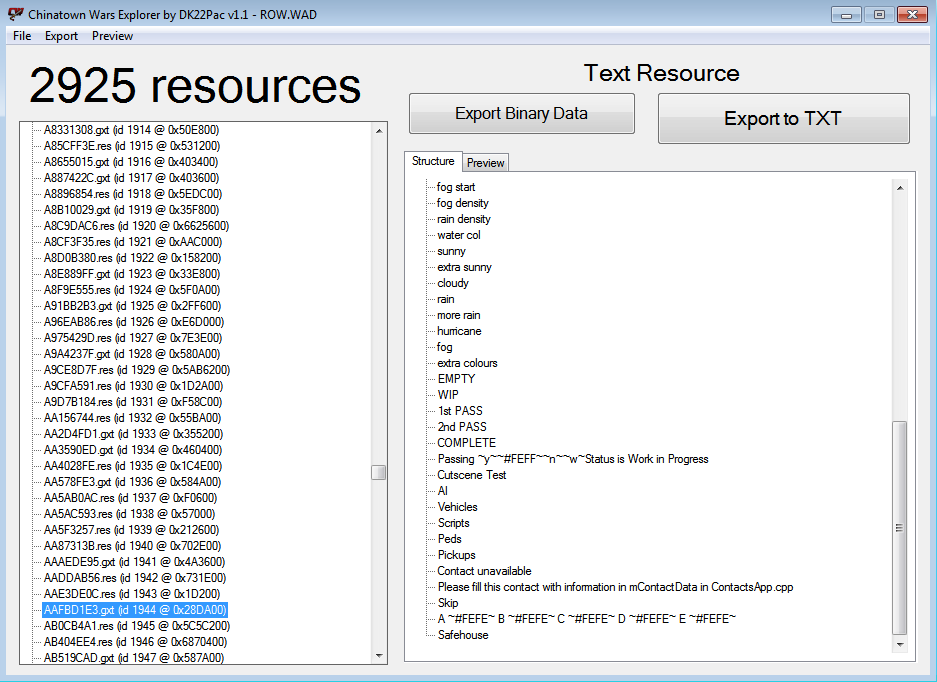 Chinatown Wars Explorer by DK22Pac v1.1 - ROW.WAD
File Export Preview
2925 resources
A8331308.gxt (id 1914 @ 0x50E800)
A85CFF3E.res (id 1915 @ 0x531200)
A8655015.gxt (id 1916 @ 0x403400)
A887422C.gxt (id 1917 @ 0x403600)
A8896854.res (id 1918 @ 0x5EDC00)
A8B10029.gxt (id 1919 @ 0x35F800)
A8C9DAC6.res (id 1920 @ 0x6625600)
A8CF3F35.res (id 1921 @ 0xAAC000)
A8D0B380.res (id 1922 @ 0x158200)
A8E889FF.gxt (id 1923 @ 0x33E800)
A8F9E555.res (id 1924 @ 0x5F0A00)
A91BB2B3.gxt (id 1925 @ 0x2FF600)
A96EAB86.res (id 1926 @ 0xE6D000)
A975429D.res (id 1927 @ 0x7E3E00)
A9A4237F.gxt (id 1928 @ 0x580A00)
A9CE8D7F.res (id 1929 @ 0x5AB6200)
A9CFA591.res (id 1930 @ 0x1D2A00)
A9D7B184.res (id 1931 @ 0xF58C00)
AA156744.res (id 1932 @ 0x55BA00)
AA2D4FD1.gxt (id 1933 @ 0x355200)
AA3590ED.gxt (id 1934 @ 0x460400)
AA4028FE.res (id 1935 @ 0x1C4E00)
AA578FE3.gxt (id 1936 @ 0x584A00)
AA5AB0AC.res (id 1937 @ 0xF0600)
AA5AC593.res (id 1938 @ 0x57000)
AA5F3257.res (id 1939 @ 0x212600)
AA87313B.res (id 1940 @ 0x702E00)
AAAEDE95.gxt (id 1941 @ 0x4A3600)
AADDAB56.res (id 1942 @ 0x731E00)
AAE3DE0C.res (id 1943 @ 0x1D200)
AAFBD1E3.gxt (id 1944 @ 0x28DA00)
AB0CB4A1.res (id 1945 @ 0x5C5C200)
AB404EE4.res (id 1946 @ 0x6870400)
AB519CAD.gxt (id 1947 @ 0x587A00)
Text Resource
Export Binary Data
Export to TXT
Structure Preview
fog start
fog density
rain density
water col
sunny
extra sunny
cloudy
rain
more rain
hurricane
fog
extra colours
EMPTY
WIP
1st PASS
2nd PASS
COMPLETE
Passing ~y~~#FEFF~~n~~w~Status is Work in Progress
Cutscene Test
AI
Vehicles
Scripts
Peds
Pickups
Contact unavailable
Please fill this contact with information in mContactData in ContactsApp.cpp
Skip
A ~#FEFE~ B ~#FEFE~ C ~#FEFE~ D ~#FEFE~ E ~#FEFE~
Safehouse